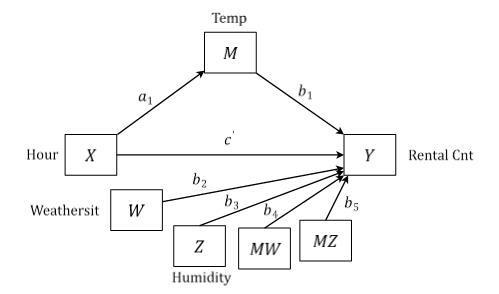 Temp
M
a₁
b₁
Hour
X
c'
Y
Rental Cnt
Weathersit
W
b₂
b₃
b₄
b₅
Z
MW
MZ
Humidity